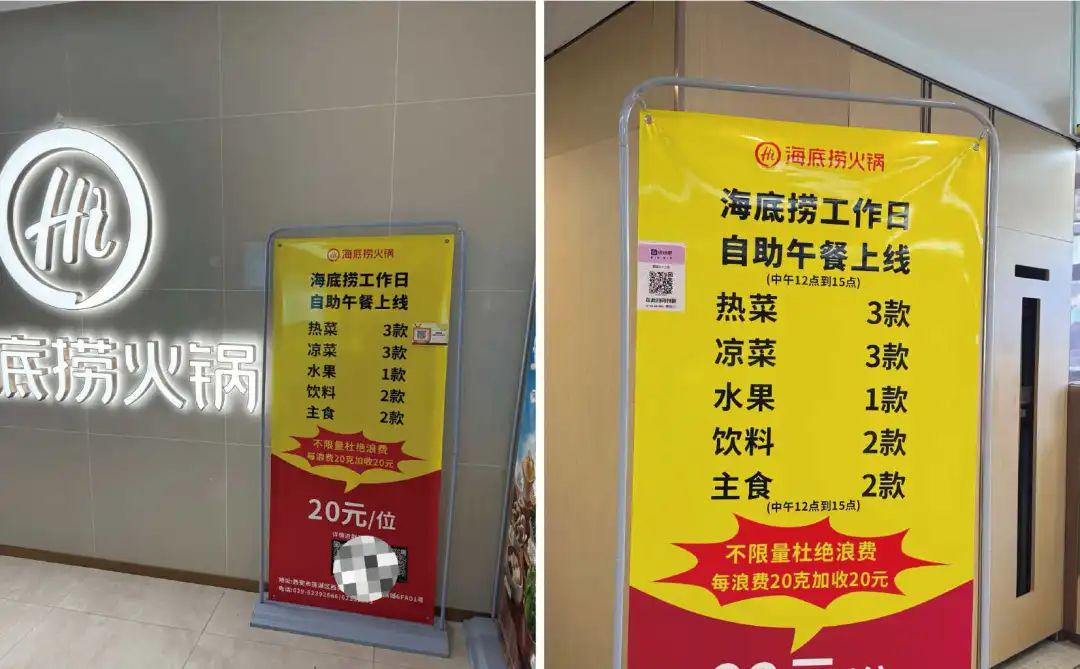 Hi
底捞火锅
Hi 海底捞火锅
海底捞工作日
自助午餐上线
热菜 3款
凉菜 3款
水果 1款
饮料 2款
主食 2款
不限量杜绝浪费
每浪费20克加收20元
20元/位
Hi 海底捞火锅
海底捞工作日
自助午餐上线
(中午12点到15点)
热菜 3款
凉菜 3款
水果 1款
饮料 2款
主食 2款
(中午12点到15点)
不限量杜绝浪费
每浪费20克加收20元